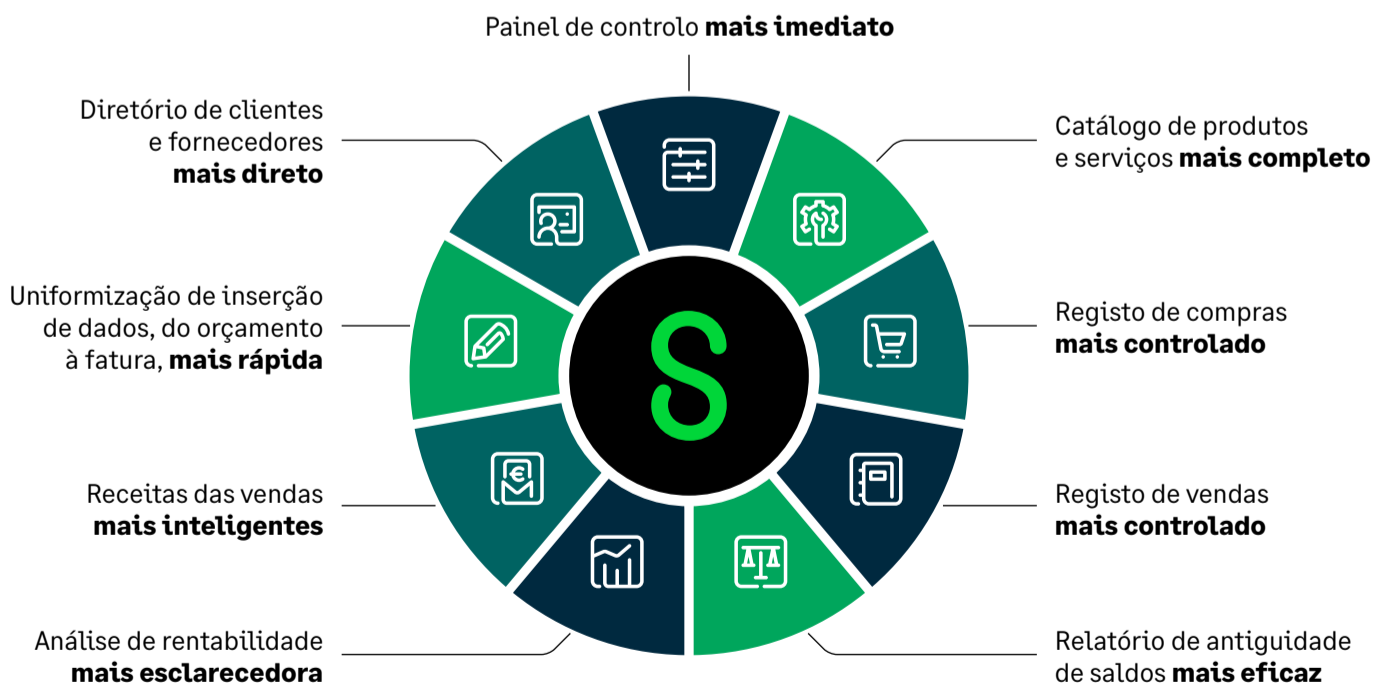 Painel de controlo mais imediato
Diretório de clientes
e fornecedores
mais direto
Catálogo de produtos
e serviços mais completo
Uniformização de inserção
de dados, do orçamento
à fatura, mais rápida
Registo de compras
mais controlado
Receitas das vendas
mais inteligentes
Registo de vendas
mais controlado
Análise de rentabilidade
mais esclarecedora
Relatório de antiguidade
de saldos mais eficaz
S
€